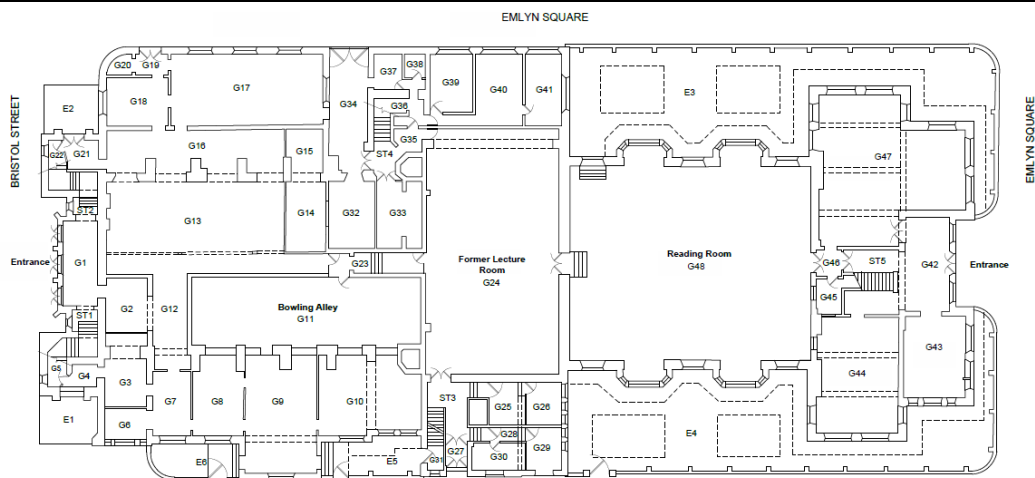 EMLYN SQUARE
G20
G19
G37
G38
G39
G40
G41
G18
G17
G34
G36
G35
E3
E2
BRISTOL STREET
EMLYN SQUARE
G22
G21
G16
G15
ST4
G47
ST2
G13
G14
G32
G33
Entrance
G1
G23
Former Lecture
Room
G24
Reading Room
G48
G46
ST5
G42
Entrance
G45
ST1
G2
G12
Bowling Alley
G11
G5
G4
G3
G43
G44
G7
G8
G9
G10
ST3
G25
G26
E1
G6
G28
G27
G29
G30
G31
E6
E5
E4